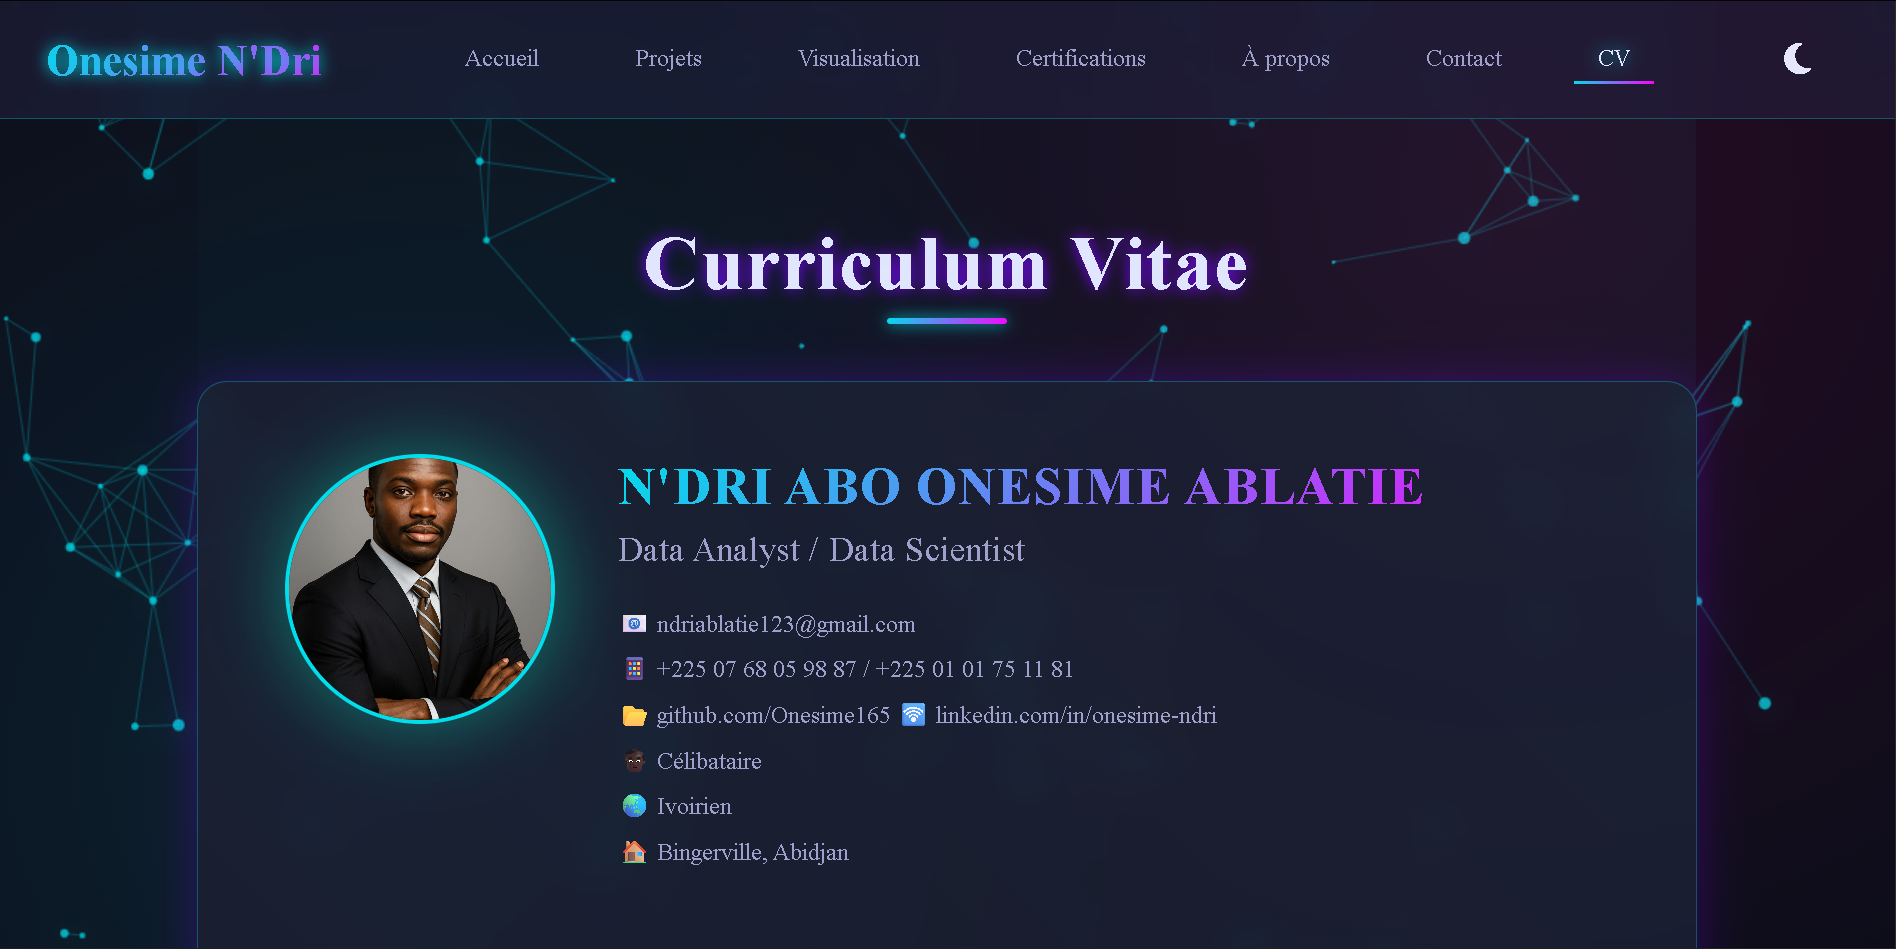 Onesime N'Dri
Accueil Projets Visualisation Certifications À propos Contact CV
Curriculum Vitae
N'DRI ABO ONESIME ABLATIE
Data Analyst / Data Scientist
ndriablatie123@gmail.com
+225 07 68 05 98 87 / +225 01 01 75 11 81
github.com/Onesime165 linkedin.com/in/onesime-ndri
Célibataire
Ivoirien
Bingerville, Abidjan